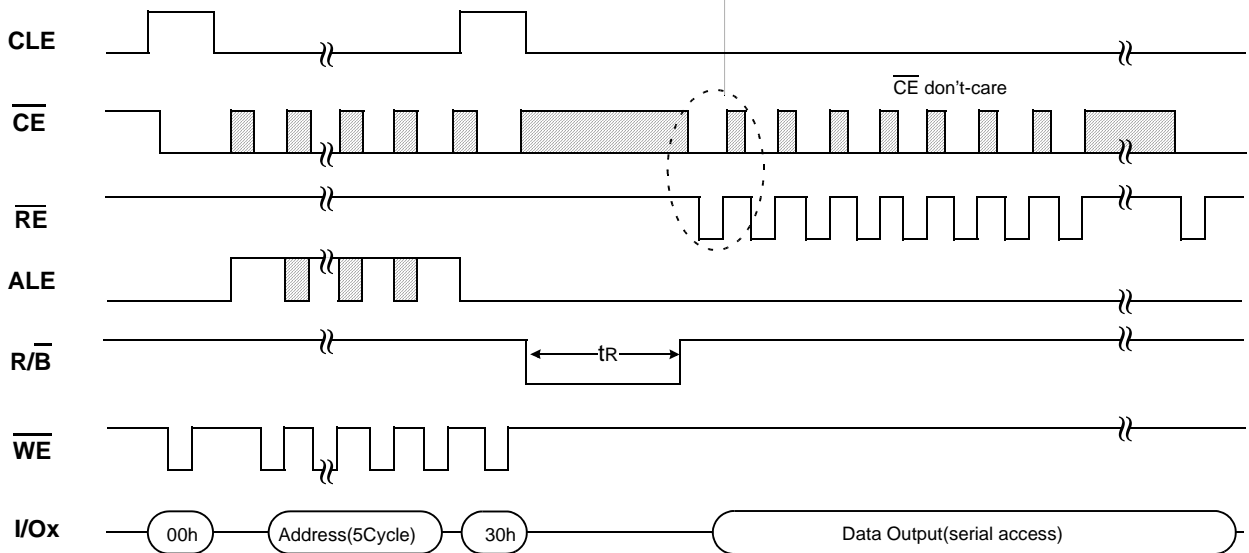 CLE
CE
CE don't-care
RE
ALE
R/B
tR
WE
I/Ox
00h
Address(5Cycle)
30h
Data Output(serial access)